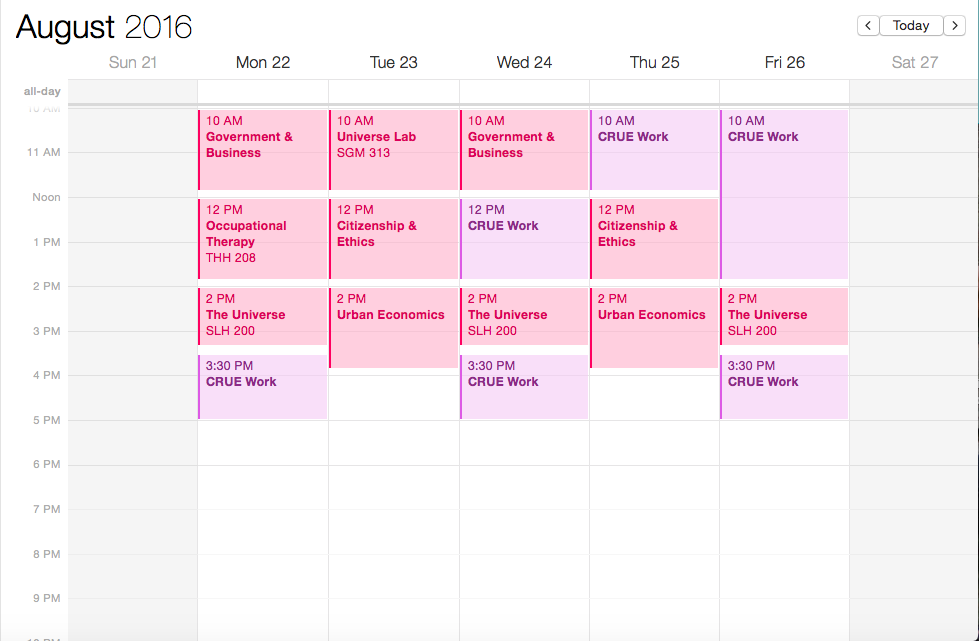 August 2016
< Today >
Sun 21 Mon 22 Tue 23 Wed 24 Thu 25 Fri 26 Sat 27
all-day
10 AM
11 AM
Noon
1 PM
2 PM
3 PM
4 PM
5 PM
6 PM
7 PM
8 PM
9 PM
10 PM
10 AM
Government &
Business
12 PM
Occupational
Therapy
THH 208
2 PM
The Universe
SLH 200
3:30 PM
CRUE Work
10 AM
Universe Lab
SGM 313
12 PM
Citizenship &
Ethics
2 PM
Urban Economics
10 AM
Government &
Business
12 PM
CRUE Work
2 PM
The Universe
SLH 200
3:30 PM
CRUE Work
10 AM
CRUE Work
12 PM
Citizenship &
Ethics
2 PM
Urban Economics
10 AM
CRUE Work
2 PM
The Universe
SLH 200
3:30 PM
CRUE Work